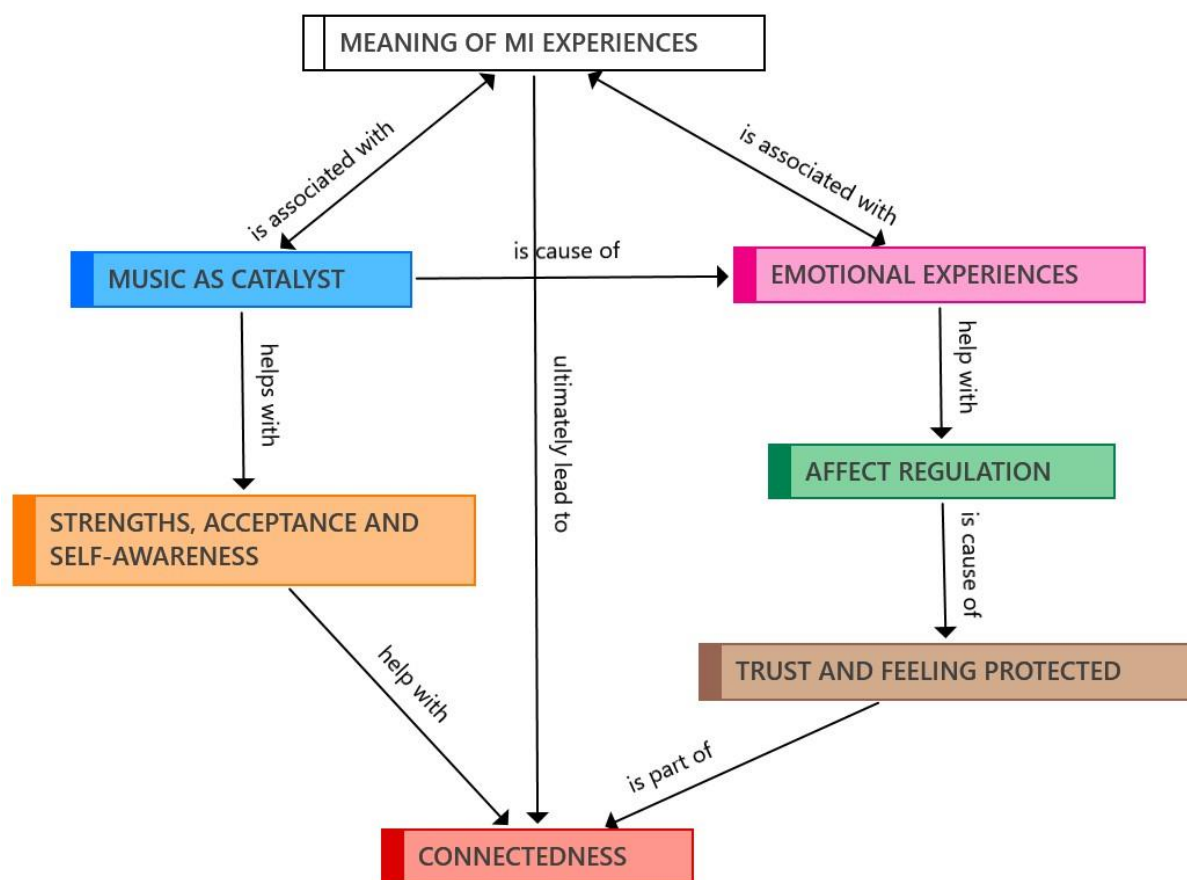 MEANING OF MI EXPERIENCES
is associated with
is associated with
is cause of
MUSIC AS CATALYST
EMOTIONAL EXPERIENCES
helps with
ultimately lead to
help with
AFFECT REGULATION
STRENGTHS, ACCEPTANCE AND
SELF-AWARENESS
is cause of
help with
TRUST AND FEELING PROTECTED
is part of
CONNECTEDNESS